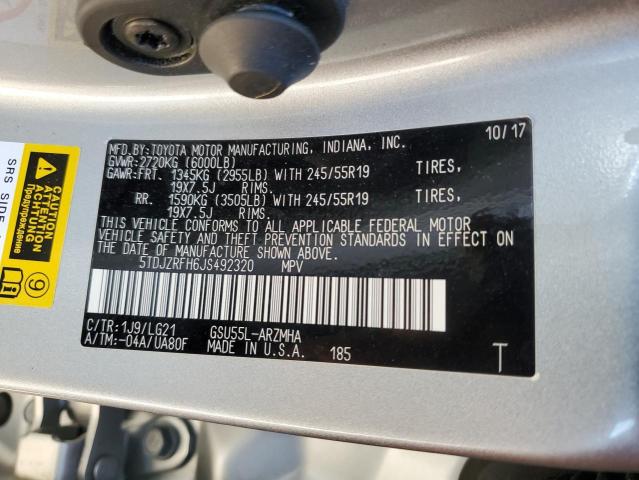 MFD.BY:TOYOTA MOTOR MANUFACTURING, INDIANA, INC. 10/17
GVWR:2720KG (6000LB)
GAWR:FRT. 1345KG (2955LB) WITH 245/55R19 TIRES,
19X7.5J RIMS.
RR. 1590KG (3505LB) WITH 245/55R19 TIRES,
19X7.5J RIMS.
THIS VEHICLE CONFORMS TO ALL APPLICABLE FEDERAL MOTOR
VEHICLE SAFETY AND THEFT PREVENTION STANDARDS IN EFFECT ON
THE DATE OF MANUFACTURE SHOWN ABOVE.
5TDJZRFH6JS492320 MPV
C/TR:1J9/LG21 GSU55L-ARZMHA
A/TM:-04A/UA80F MADE IN U.S.A. 185 T
SRS SIDE
CAUTION
ATTENTION
ACHTUNG
Предупреждение
9